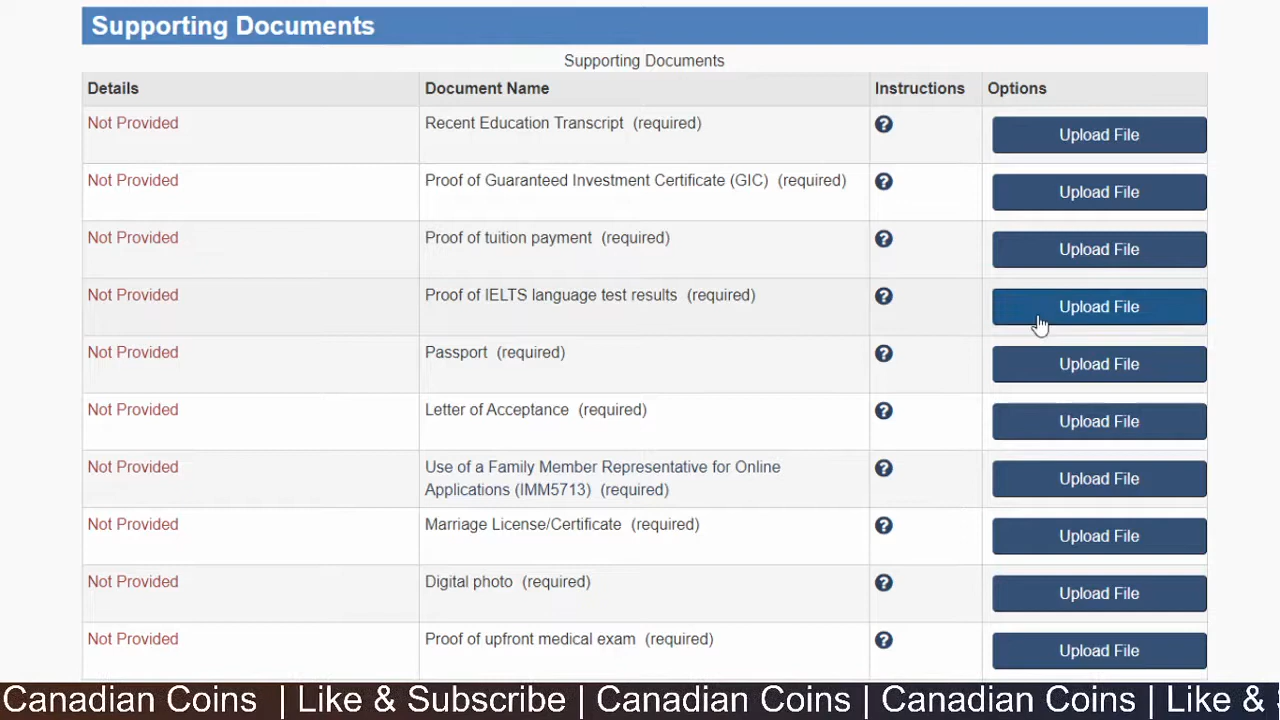 Supporting Documents
Supporting Documents
Details Document Name Instructions Options
Not Provided Recent Education Transcript (required) ? Upload File
Not Provided Proof of Guaranteed Investment Certificate (GIC) (required) ? Upload File
Not Provided Proof of tuition payment (required) ? Upload File
Not Provided Proof of IELTS language test results (required) ? Upload File
Not Provided Passport (required) ? Upload File
Not Provided Letter of Acceptance (required) ? Upload File
Not Provided Use of a Family Member Representative for Online
Applications (IMM5713) (required) ? Upload File
Not Provided Marriage License/Certificate (required) ? Upload File
Not Provided Digital photo (required) ? Upload File
Not Provided Proof of upfront medical exam (required) ? Upload File
Canadian Coins | Like & Subscribe | Canadian Coins | Canadian Coins | Like &